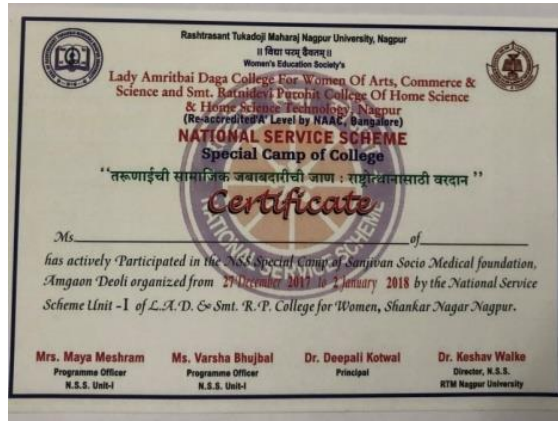 Rashtrasant Tukadoji Maharaj Nagpur University, Nagpur
॥ विद्या परम् दैवतम् ॥
Women's Education Society's
Lady Amritbai Daga College For Women Of Arts, Commerce &
Science and Smt. Ratnidevi Purohit College Of Home Science
& Home Science Technology, Nagpur
(Re-accredited 'A' Level by NAAC, Bangalore)
NATIONAL SERVICE SCHEME
Special Camp of College
"तरूणाईची सामाजिक जबाबदारीची जाण : राष्ट्रोत्थानासाठी वरदान"
Certificate
NATIONAL SERVICE SCHEME
Ms. of
has actively Participated in the NSS Special Camp of Sanjivan Socio Medical foundation,
Amgaon Deoli organized from 27 December 2017 to 2 January 2018 by the National Service
Scheme Unit -I of L.A.D. & Smt. R.P. College for Women, Shankar Nagar Nagpur.
Mrs. Maya Meshram Ms. Varsha Bhujbal Dr. Deepali Kotwal Dr. Keshav Walke
Programme Officer Programme Officer Principal Director, N.S.S.
N.S.S. Unit-I N.S.S. Unit-I RTM Nagpur University